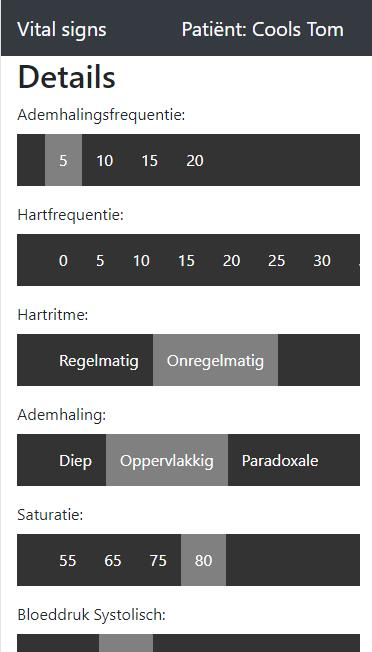 Vital signs Patiënt: Cools Tom
Details
Ademhalingsfrequentie:
5 10 15 20
Hartfrequentie:
0 5 10 15 20 25 30
Hartritme:
Regelmatig Onregelmatig
Ademhaling:
Diep Oppervlakkig Paradoxale
Saturatie:
55 65 75 80
Bloeddruk Systolisch: